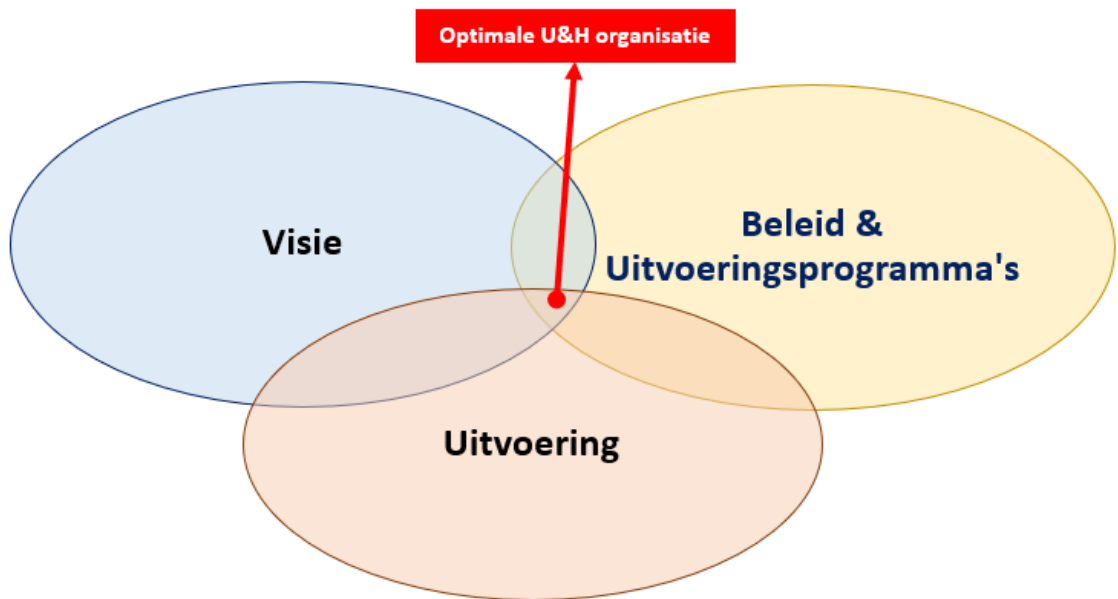 Optimale U&H organisatie
Visie
Beleid &
Uitvoeringsprogramma's
Uitvoering